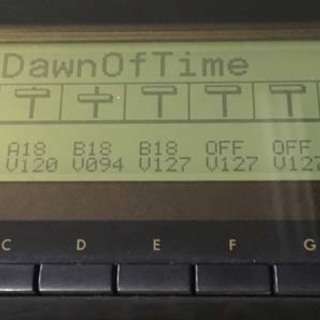 DawnOfTime
A18 B18 B18 OFF OFF
V120 V094 V127 V127 V127
C D E F G